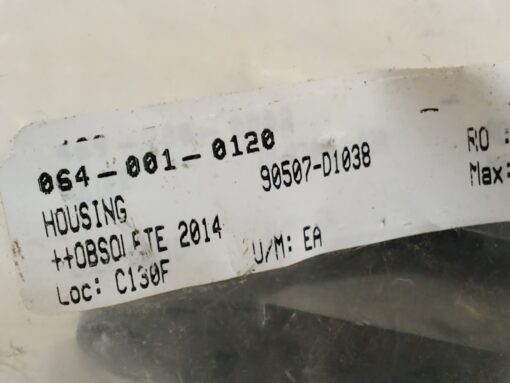 064-001-0120
90507-D1038
RO :
HOUSING
Max:
++OBSOLETE 2014
U/M: EA
Loc: C130F